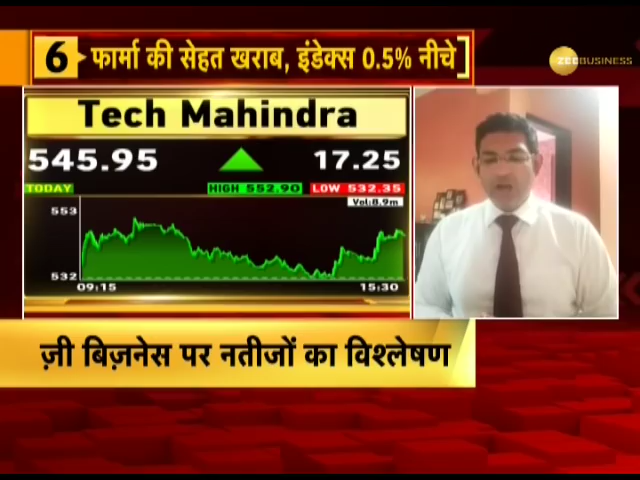 6
फार्मा की सेहत खराब, इंडेक्स 0.5% नीचे
ZEEBUSINESS
Tech Mahindra
545.95
17.25
TODAY
HIGH 552.90
LOW 532.35
Vol:8.9m
553
532
09:15
15:30
ज़ी बिज़नेस पर नतीजों का विश्लेषण